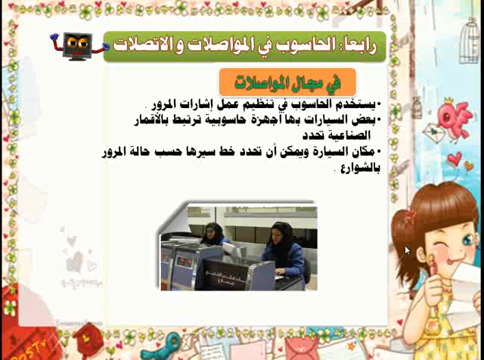 رابعا: الحاسوب في المواصلات و الاتصلات
في مجال المواصلات
•يستخدم الحاسوب في تنظيم عمل إشارات المرور .
•بعض السيارات بها أجهزة حاسوبية ترتبط بالأقمار
الصناعية تحدد
•مكان السيارة ويمكن أن تحدد خط سيرها حسب حالة المرور
بالشوارع .